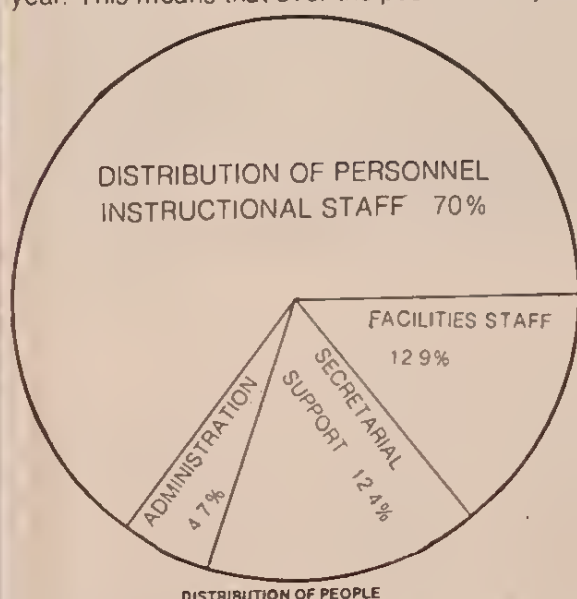 DISTRIBUTION OF PERSONNEL
INSTRUCTIONAL STAFF 70%
FACILITIES STAFF
12 9%
SECRETARIAL
SUPPORT 12 4%
ADMINISTRATION
4 7%
DISTRIBUTION OF PEOPLE